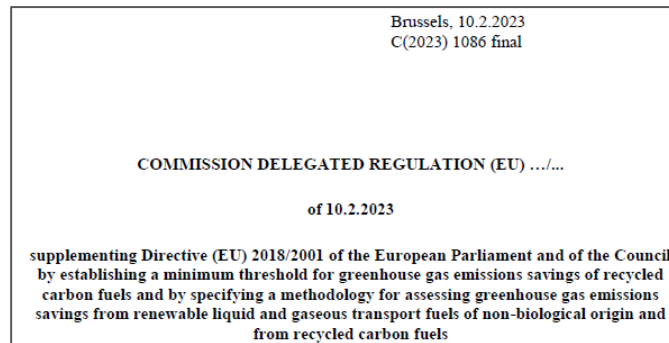 Brussels, 10.2.2023
C(2023) 1086 final
COMMISSION DELEGATED REGULATION (EU) …/...
of 10.2.2023
supplementing Directive (EU) 2018/2001 of the European Parliament and of the Council
by establishing a minimum threshold for greenhouse gas emissions savings of recycled
carbon fuels and by specifying a methodology for assessing greenhouse gas emissions
savings from renewable liquid and gaseous transport fuels of non-biological origin and
from recycled carbon fuels